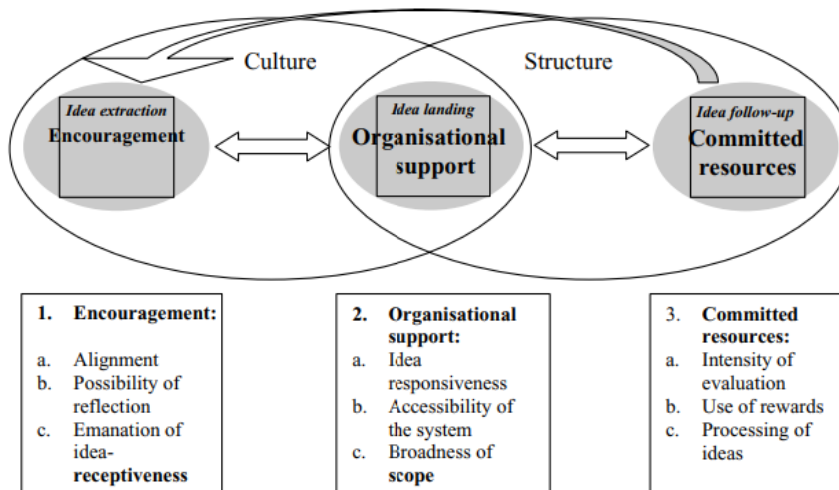 Culture
Structure
Idea extraction
Encouragement
Idea landing
Organisational
support
Idea follow-up
Committed
resources
1. Encouragement:
a. Alignment
b. Possibility of
reflection
c. Emanation of
idea-
receptiveness
2. Organisational
support:
a. Idea
responsiveness
b. Accessibility of
the system
c. Broadness of
scope
3. Committed
resources:
a. Intensity of
evaluation
b. Use of rewards
c. Processing of
ideas